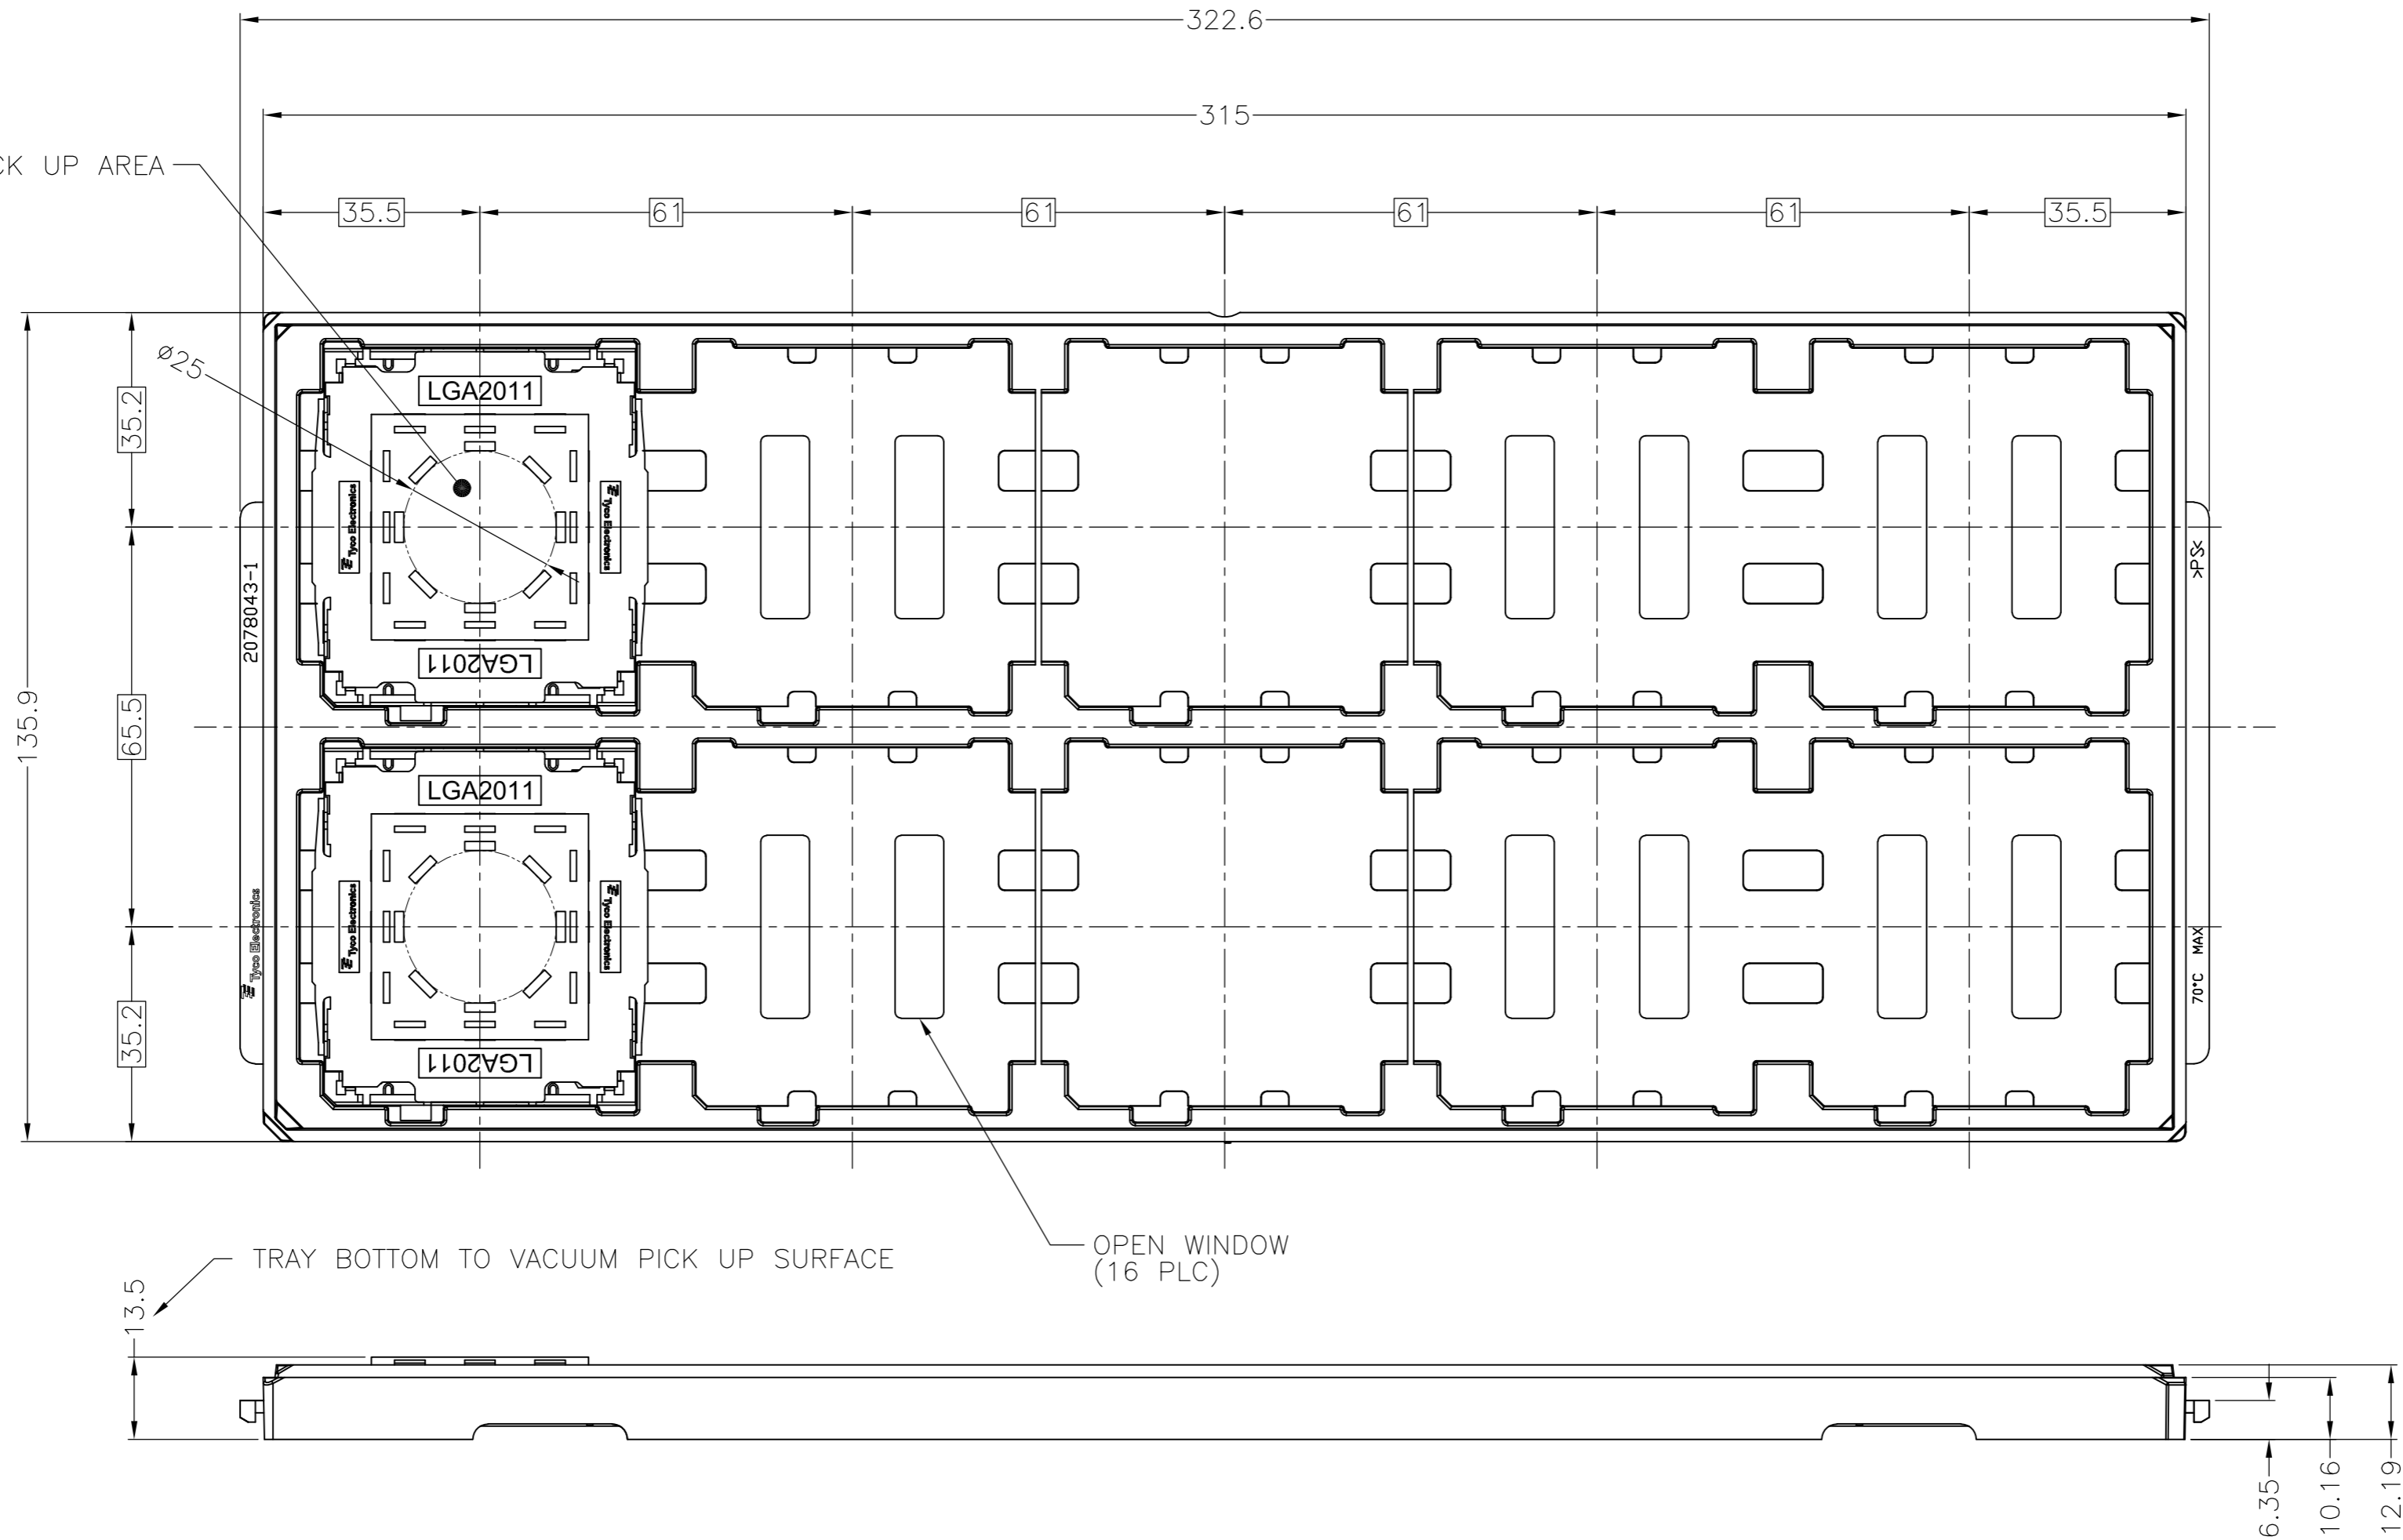 322.6
315
UP AREA
35.5
61
61
61
61
35.5
ø25
35.2
65.5
35.2
135.9
LGA2011
Tyco Electronics
Tyco Electronics
LGA2011
LGA2011
Tyco Electronics
Tyco Electronics
LGA2011
2078043-1
Tyco Electronics
>PS<
70°C MAX
TRAY BOTTOM TO VACUUM PICK UP SURFACE
OPEN WINDOW
(16 PLC)
13.5
6.35
10.16
12.19